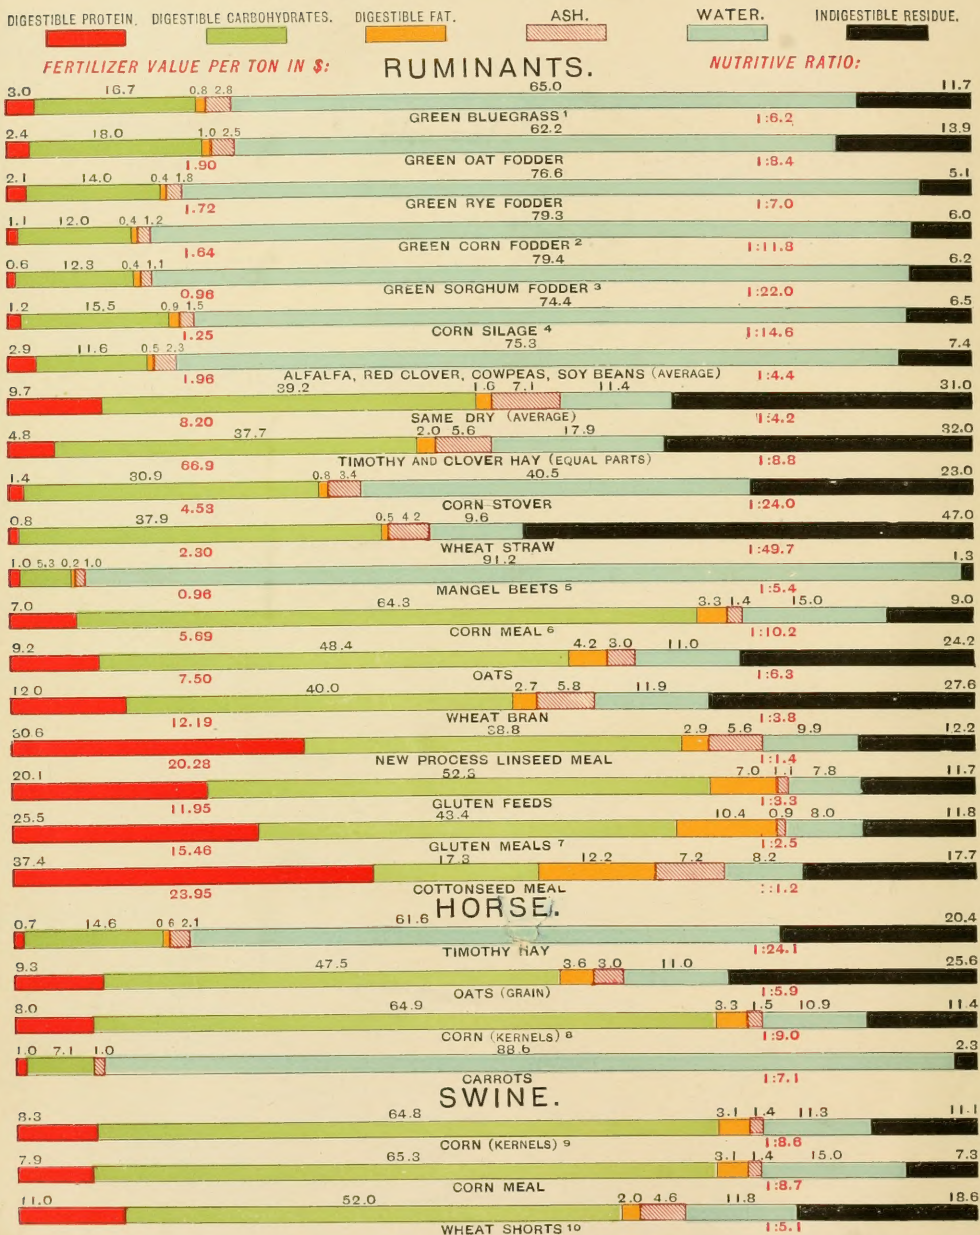 DIGESTIBLE PROTEIN. DIGESTIBLE CARBOHYDRATES. DIGESTIBLE FAT. ASH. WATER. INDIGESTIBLE RESIDUE.
FERTILIZER VALUE PER TON IN $: RUMINANTS. NUTRITIVE RATIO:
3.0 16.7 0.8 2.8 65.0 11.7
GREEN BLUEGRASS 1 1:6.2
2.4 18.0 1.0 2.5 62.2 13.9
1.90 GREEN OAT FODDER 1:8.4
2.1 14.0 0.4 1.8 76.6 5.1
1.72 GREEN RYE FODDER 1:7.0
1.1 12.0 0.4 1.2 79.3 6.0
1.64 GREEN CORN FODDER 2 1:11.8
0.6 12.3 0.4 1.1 79.4 6.2
0.96 GREEN SORGHUM FODDER 3 1:22.0
1.2 15.5 0.9 1.5 74.4 6.5
1.25 CORN SILAGE 4 1:14.6
2.9 11.6 0.5 2.3 75.3 7.4
1.96 ALFALFA, RED CLOVER, COWPEAS, SOY BEANS (AVERAGE) 1:4.4
9.7 39.2 1.6 7.1 11.4 31.0
8.20 SAME DRY (AVERAGE) 1:4.2
4.8 37.7 2.0 5.6 17.9 32.0
66.9 TIMOTHY AND CLOVER HAY (EQUAL PARTS) 1:8.8
1.4 30.9 0.8 3.4 40.5 23.0
4.53 CORN STOVER 1:24.0
0.8 37.9 0.5 4 2 9.6 47.0
2.30 WHEAT STRAW 1:49.7
1.0 5.3 0.2 1.0 91.2 1.3
0.96 MANGEL BEETS 5 1:5.4
7.0 64.3 3.3 1.4 15.0 9.0
5.69 CORN MEAL 6 1:10.2
9.2 48.4 4.2 3.0 11.0 24.2
7.50 OATS 1:6.3
12 0 40.0 2.7 5.8 11.9 27.6
12.19 WHEAT BRAN 1:3.8
30.6 38.8 2.9 5.6 9.9 12.2
20.28 NEW PROCESS LINSEED MEAL 1:1.4
20.1 52.3 7.0 1.1 7.8 11.7
11.95 GLUTEN FEEDS 1:3.3
25.5 43.4 10.4 0.9 8.0 11.8
15.46 GLUTEN MEALS 7 1:2.5
37.4 17.3 12.2 7.2 8.2 17.7
23.95 COTTONSEED MEAL 1:1.2
HORSE.
0.7 14.6 0 6 2.1 61.6 20.4
TIMOTHY HAY 1:24.1
9.3 47.5 3.6 3.0 11.0 25.6
OATS (GRAIN) 1:5.9
8.0 64.9 3.3 1.5 10.9 11.4
CORN (KERNELS) 8 1:9.0
1.0 7.1 1.0 88.6 2.3
CARROTS 1:7.1
SWINE.
8.3 64.8 3.1 1.4 11.3 11.1
CORN (KERNELS) 9 1:8.6
7.9 65.3 3.1 1.4 15.0 7.3
CORN MEAL 1:8.7
11.0 52.0 2.0 4.6 11.8 18.6
WHEAT SHORTS 10 1:5.1